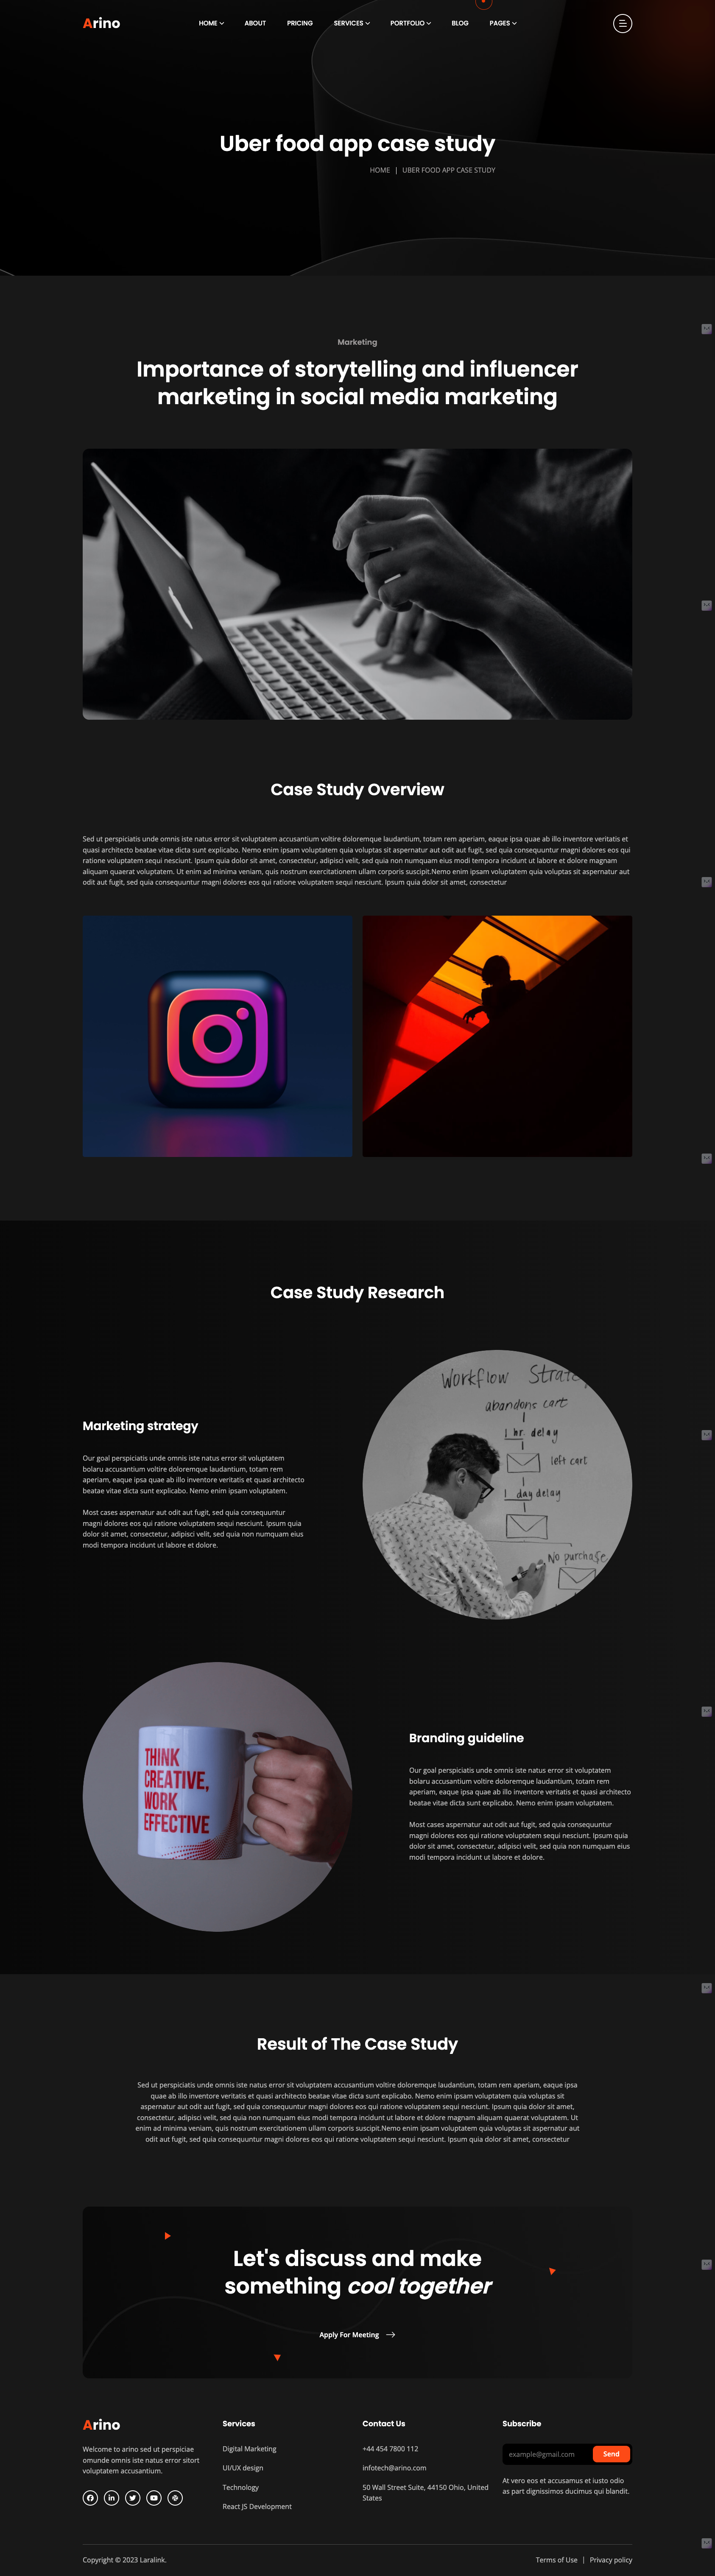 Arino
HOME
ABOUT
PRICING
SERVICES
PORTFOLIO
BLOG
PAGES
Uber food app case study
HOME | UBER FOOD APP CASE STUDY
Marketing
Importance of storytelling and influencer
marketing in social media marketing
Case Study Overview
Sed ut perspiciatis unde omnis iste natus error sit voluptatem accusantium voltire doloremque laudantium, totam rem aperiam, eaque ipsa quae ab illo inventore veritatis et
quasi architecto beatae vitae dicta sunt explicabo. Nemo enim ipsam voluptatem quia voluptas sit aspernatur aut odit aut fugit, sed quia consequuntur magni dolores eos qui
ratione voluptatem sequi nesciunt. Ipsum quia dolor sit amet, consectetur, adipisci velit, sed quia non numquam eius modi tempora incidunt ut labore et dolore magnam
aliquam quaerat voluptatem. Ut enim ad minima veniam, quis nostrum exercitationem ullam corporis suscipit.Nemo enim ipsam voluptatem quia voluptas sit aspernatur aut
odit aut fugit, sed quia consequuntur magni dolores eos qui ratione voluptatem sequi nesciunt. Ipsum quia dolor sit amet, consectetur
Case Study Research
Marketing strategy
Our goal perspiciatis unde omnis iste natus error sit voluptatem
bolaru accusantium voltire doloremque laudantium, totam rem
aperiam, eaque ipsa quae ab illo inventore veritatis et quasi architecto
beatae vitae dicta sunt explicabo. Nemo enim ipsam voluptatem.
Most cases aspernatur aut odit aut fugit, sed quia consequuntur
magni dolores eos qui ratione voluptatem sequi nesciunt. Ipsum quia
dolor sit amet, consectetur, adipisci velit, sed quia non numquam eius
modi tempora incidunt ut labore et dolore.
Workflow
abandons cart
1 hr. delay
left cart
1 day delay
No purchase
THINK
CREATIVE,
WORK
EFFECTIVE
Branding guideline
Our goal perspiciatis unde omnis iste natus error sit voluptatem
bolaru accusantium voltire doloremque laudantium, totam rem
aperiam, eaque ipsa quae ab illo inventore veritatis et quasi architecto
beatae vitae dicta sunt explicabo. Nemo enim ipsam voluptatem.
Most cases aspernatur aut odit aut fugit, sed quia consequuntur
magni dolores eos qui ratione voluptatem sequi nesciunt. Ipsum quia
dolor sit amet, consectetur, adipisci velit, sed quia non numquam eius
modi tempora incidunt ut labore et dolore.
Result of The Case Study
Sed ut perspiciatis unde omnis iste natus error sit voluptatem accusantium voltire doloremque laudantium, totam rem aperiam, eaque ipsa
quae ab illo inventore veritatis et quasi architecto beatae vitae dicta sunt explicabo. Nemo enim ipsam voluptatem quia voluptas sit
aspernatur aut odit aut fugit, sed quia consequuntur magni dolores eos qui ratione voluptatem sequi nesciunt. Ipsum quia dolor sit amet,
consectetur, adipisci velit, sed quia non numquam eius modi tempora incidunt ut labore et dolore magnam aliquam quaerat voluptatem. Ut
enim ad minima veniam, quis nostrum exercitationem ullam corporis suscipit.Nemo enim ipsam voluptatem quia voluptas sit aspernatur aut
odit aut fugit, sed quia consequuntur magni dolores eos qui ratione voluptatem sequi nesciunt. Ipsum quia dolor sit amet, consectetur
Let's discuss and make
something cool together
Apply For Meeting
Arino
Welcome to arino sed ut perspiciae
omunde omnis iste natus error sitort
voluptatem accusantium.
Services
Digital Marketing
UI/UX design
Technology
React JS Development
Contact Us
+44 454 7800 112
infotech@arino.com
50 Wall Street Suite, 44150 Ohio, United
States
Subscribe
example@gmail.com
Send
At vero eos et accusamus et iusto odio
as part dignissimos ducimus qui blandit.
Copyright © 2023 Laralink.
Terms of Use | Privacy policy